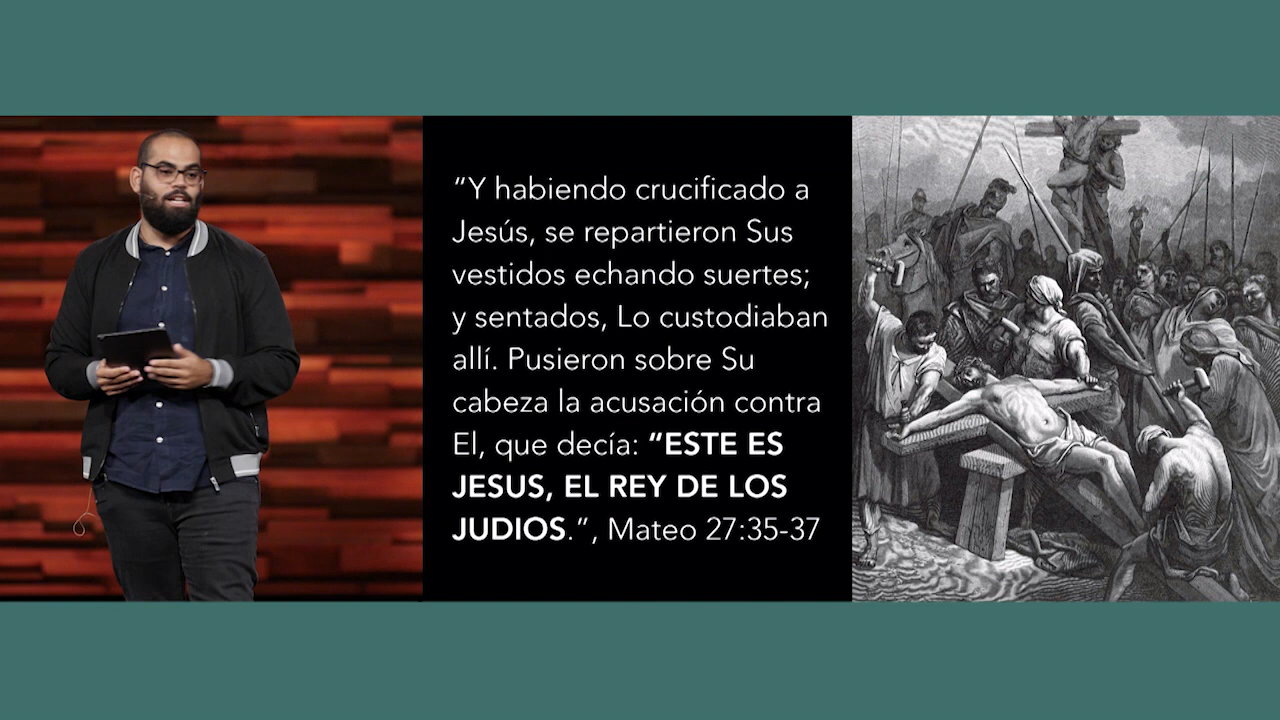 “Y habiendo crucificado a
Jesús, se repartieron Sus
vestidos echando suertes;
y sentados, Lo custodiaban
allí. Pusieron sobre Su
cabeza la acusación contra
El, que decía: “ESTE ES
JESUS, EL REY DE LOS
JUDIOS.”, Mateo 27:35-37